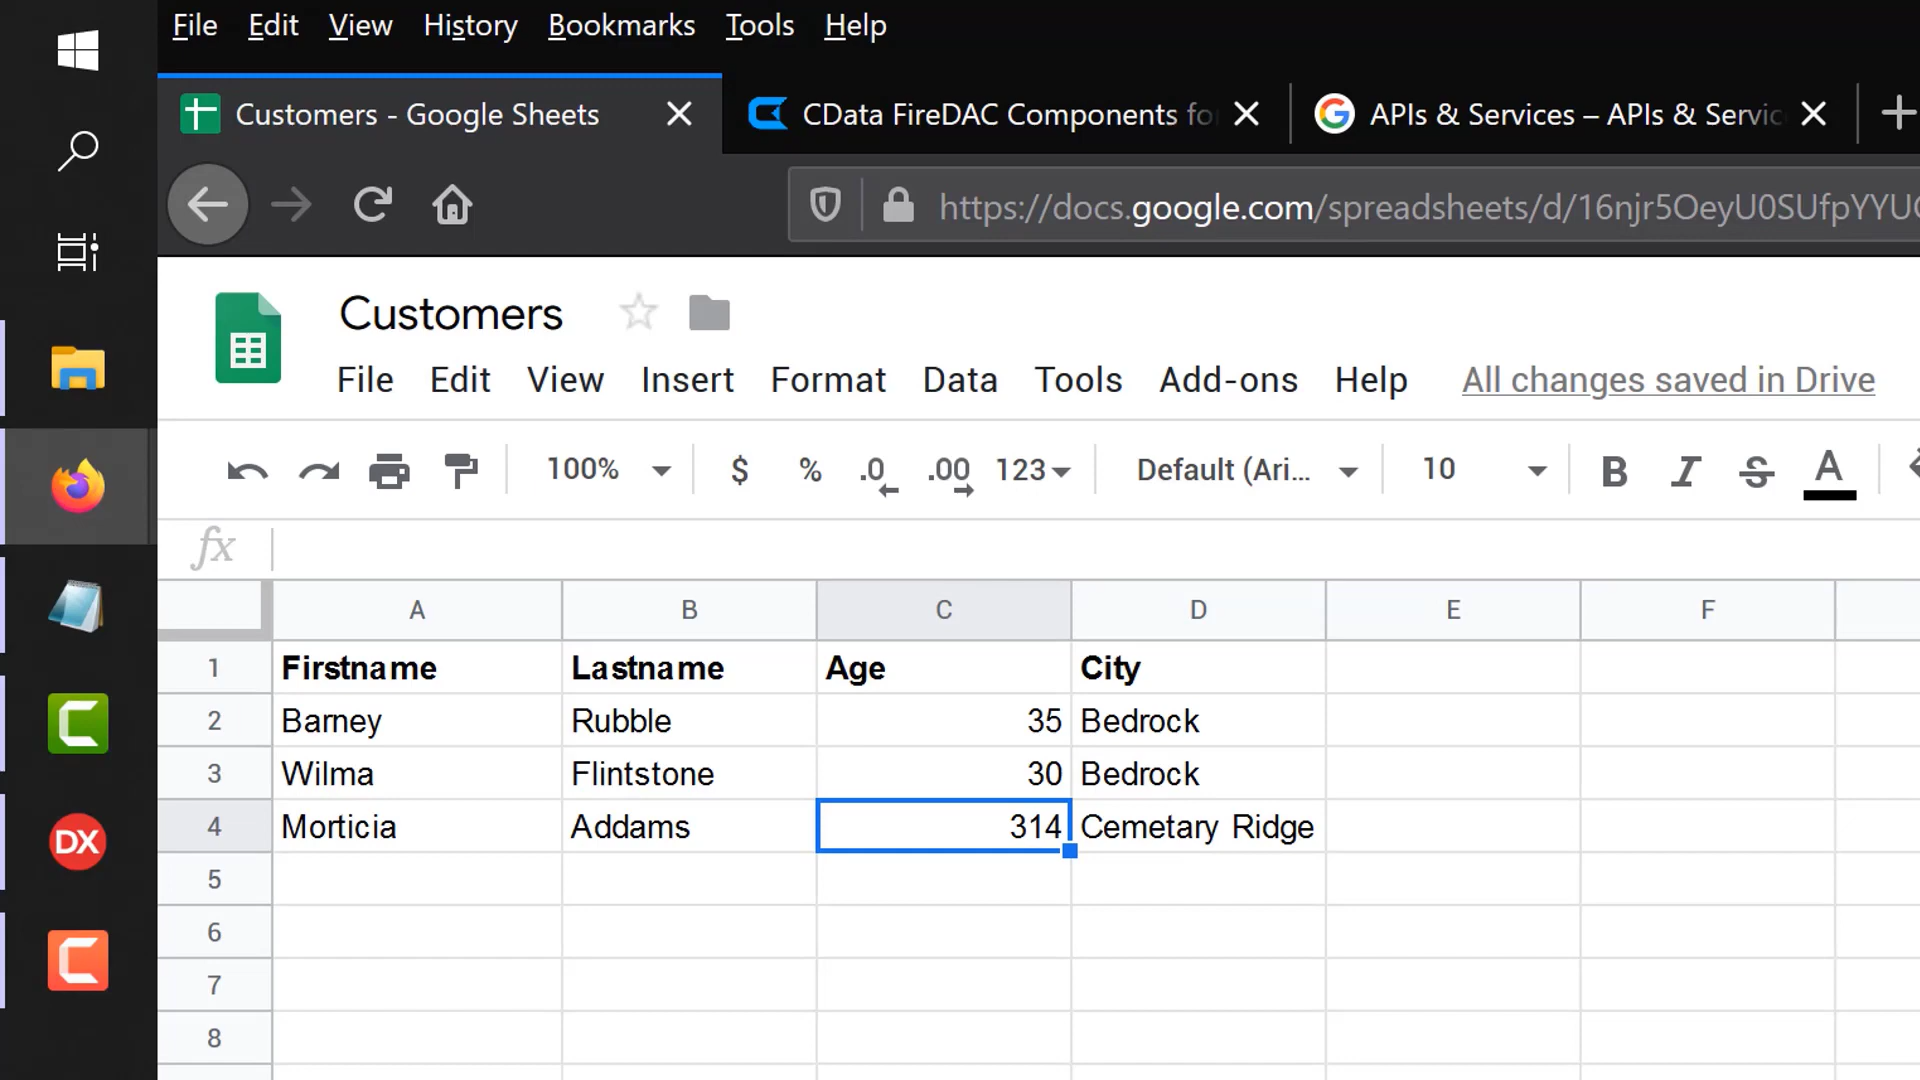 File Edit View History Bookmarks Tools Help
Customers - Google Sheets CData FireDAC Components fo APIs & Services – APIs & Servic
https://docs.google.com/spreadsheets/d/16njr5OeyU0SUfpYYU
Customers
File Edit View Insert Format Data Tools Add-ons Help All changes saved in Drive
100% $ % .0 .00 123 Default (Ari... 10 B I S A
fx
A B C D E F
1 Firstname Lastname Age City
2 Barney Rubble 35 Bedrock
3 Wilma Flintstone 30 Bedrock
4 Morticia Addams 314 Cemetary Ridge
5
DX
6
7
8